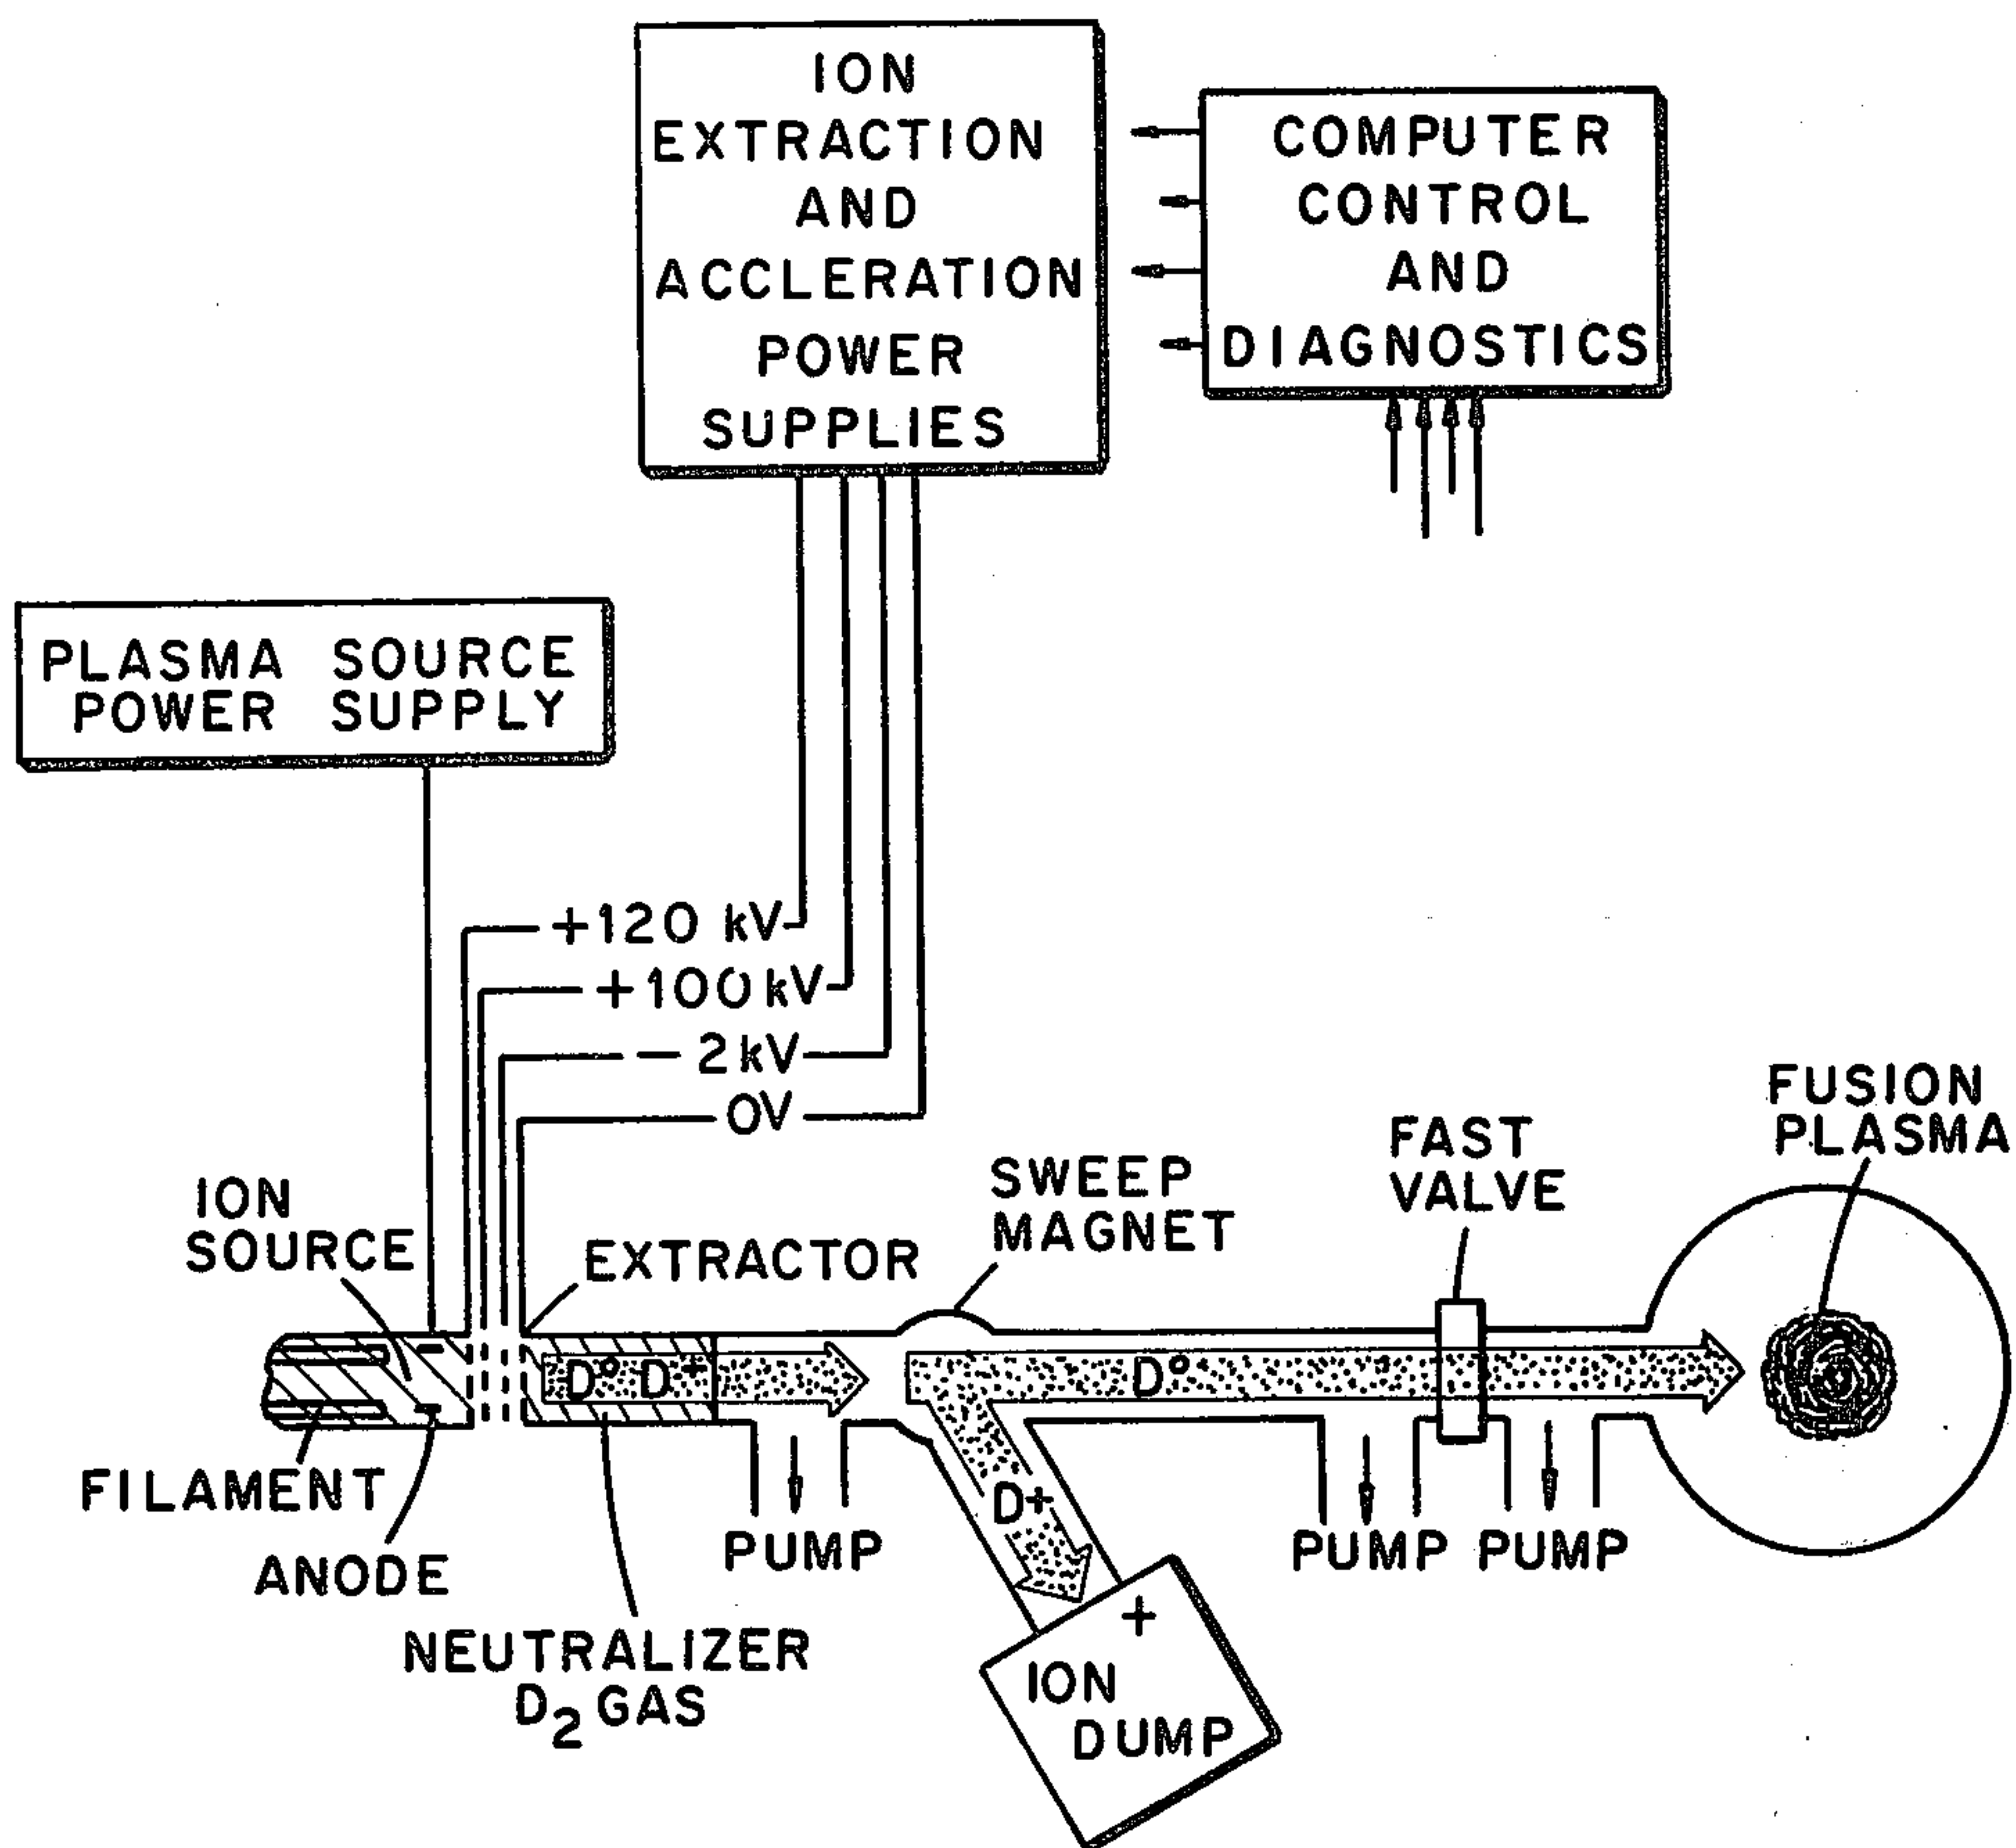 ION
EXTRACTION
AND
ACCLERATION
POWER
SUPPLIES
COMPUTER
CONTROL
AND
DIAGNOSTICS
PLASMA SOURCE
POWER SUPPLY
+120 kV
+100 kV
- 2 kV
0V
FUSION
PLASMA
FAST
VALVE
SWEEP
MAGNET
ION
SOURCE
EXTRACTOR
D° D+
D°
D+
FILAMENT
ANODE
PUMP
PUMP PUMP
NEUTRALIZER
D2 GAS
+
ION
DUMP